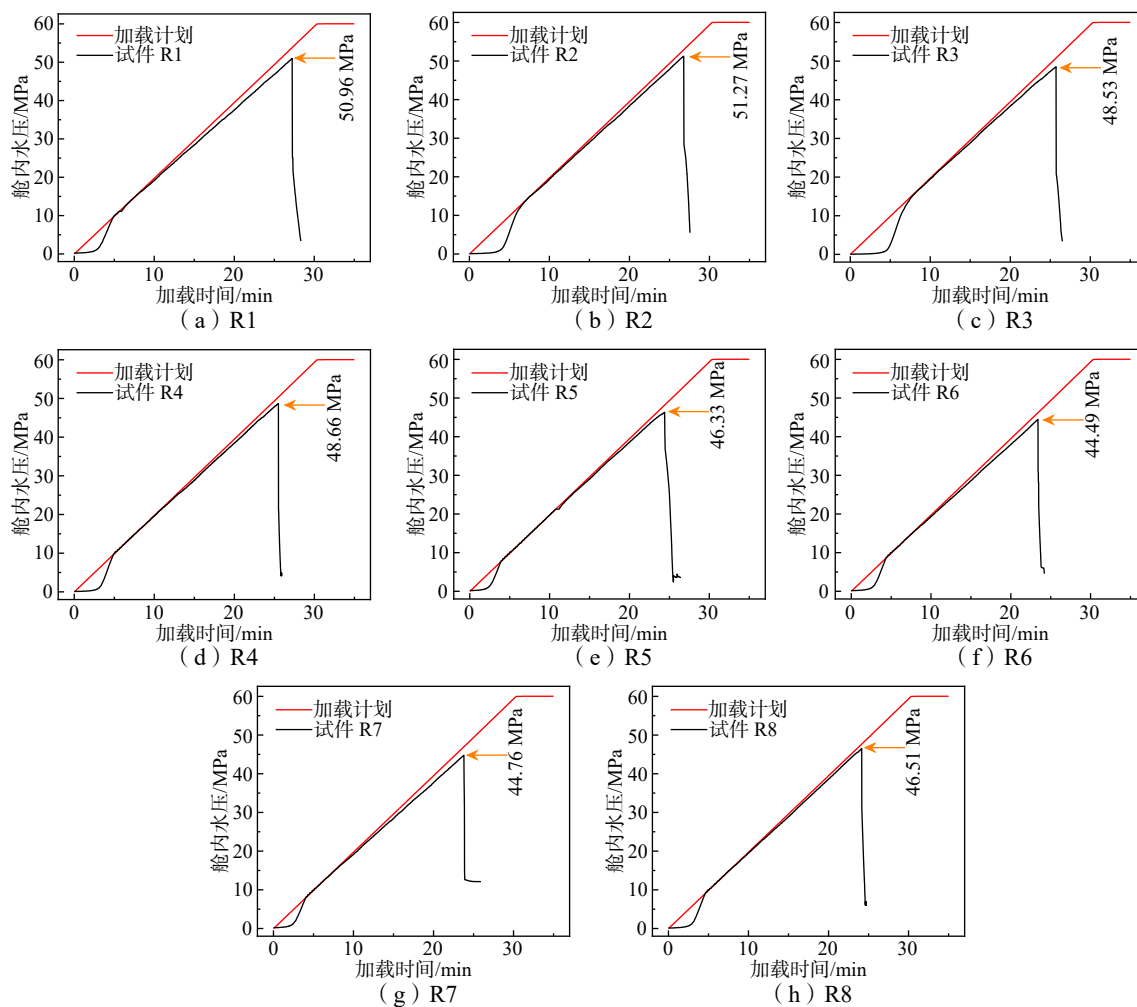 60
50
40
30
20
10
0
舱内水压/MPa
加载计划
试件 R1
50.96 MPa
0
10
20
30
加载时间/min
（a）R1
60
50
40
30
20
10
0
舱内水压/MPa
加载计划
试件 R2
51.27 MPa
0
10
20
30
加载时间/min
（b）R2
60
50
40
30
20
10
0
舱内水压/MPa
加载计划
试件 R3
48.53 MPa
0
10
20
30
加载时间/min
（c）R3
60
50
40
30
20
10
0
舱内水压/MPa
加载计划
试件 R4
48.66 MPa
0
10
20
30
加载时间/min
（d）R4
60
50
40
30
20
10
0
舱内水压/MPa
加载计划
试件 R5
46.33 MPa
0
10
20
30
加载时间/min
（e）R5
60
50
40
30
20
10
0
舱内水压/MPa
加载计划
试件 R6
44.49 MPa
0
10
20
30
加载时间/min
（f）R6
60
50
40
30
20
10
0
舱内水压/MPa
加载计划
试件 R7
44.76 MPa
0
10
20
30
加载时间/min
（g）R7
60
50
40
30
20
10
0
舱内水压/MPa
加载计划
试件 R8
46.51 MPa
0
10
20
30
加载时间/min
（h）R8